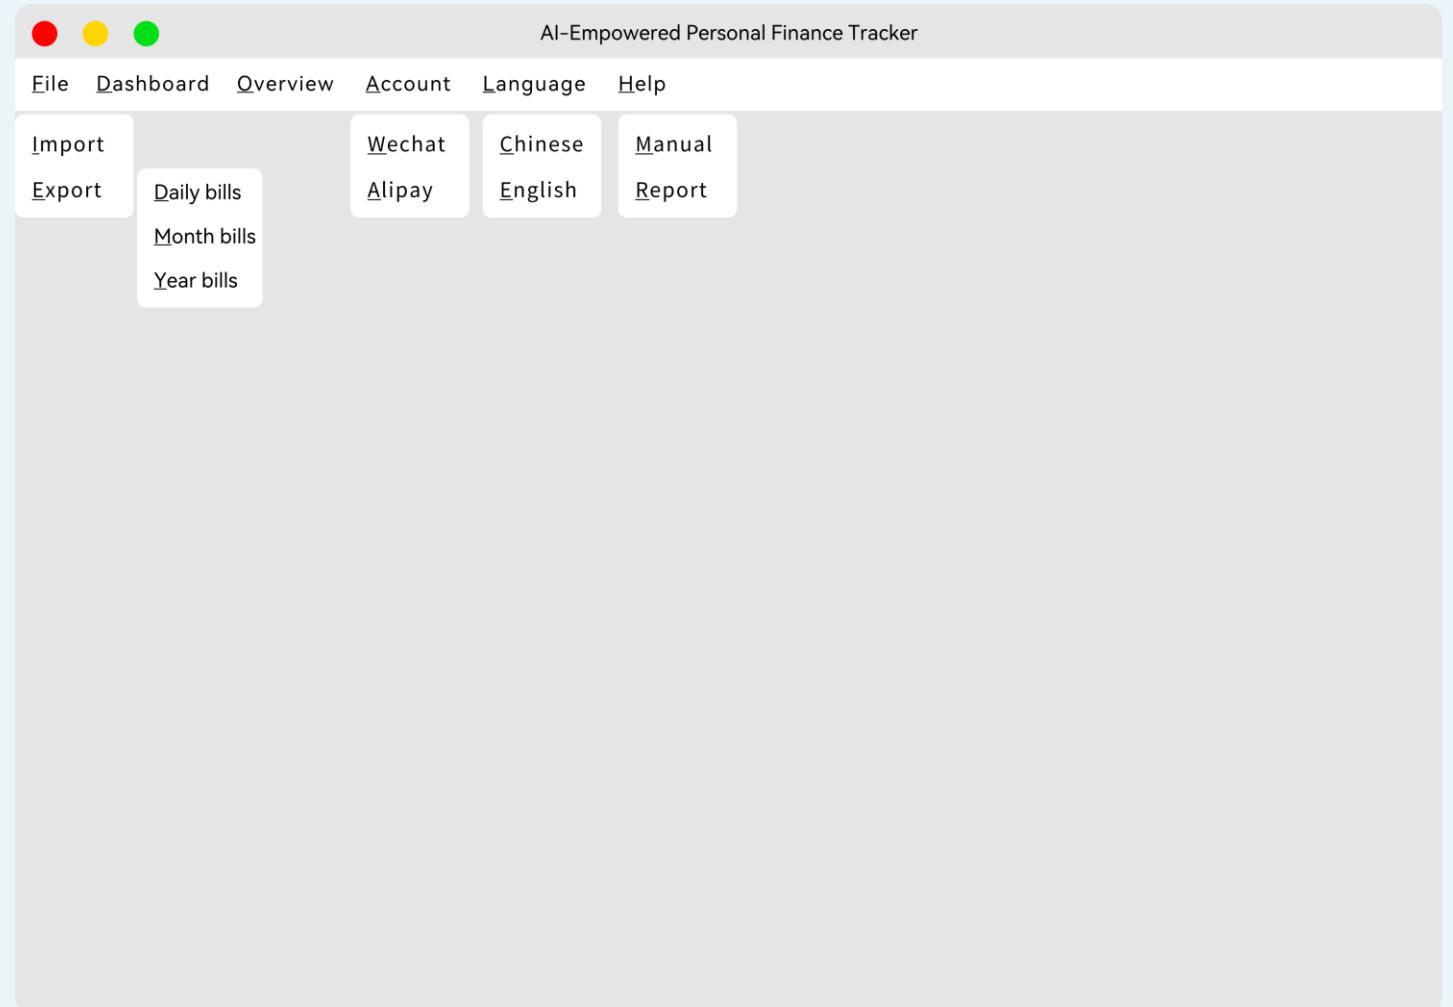 AI-Empowered Personal Finance Tracker
File Dashboard Overview Account Language Help
Import
Export
Daily bills
Month bills
Year bills
Wechat
Alipay
Chinese
English
Manual
Report